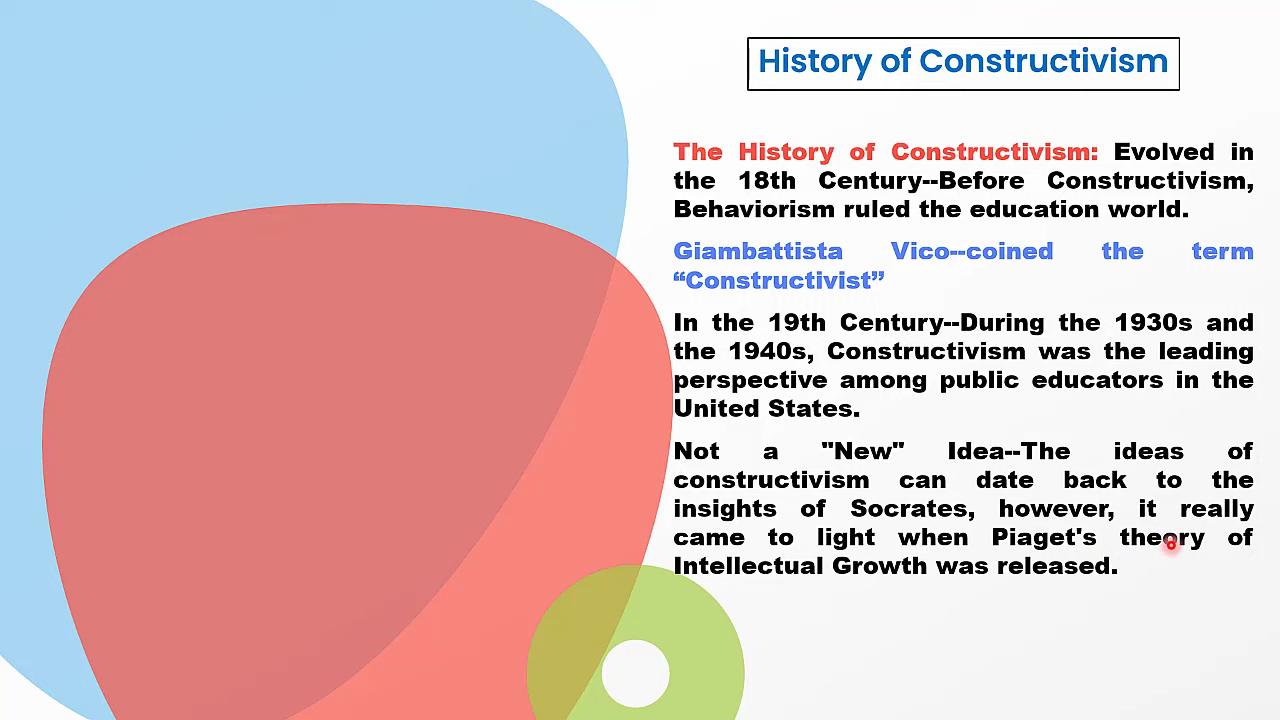 History of Constructivism
The History of Constructivism: Evolved in
the 18th Century--Before Constructivism,
Behaviorism ruled the education world.
Giambattista Vico--coined the term
“Constructivist”
In the 19th Century--During the 1930s and
the 1940s, Constructivism was the leading
perspective among public educators in the
United States.
Not a "New" Idea--The ideas of
constructivism can date back to the
insights of Socrates, however, it really
came to light when Piaget's theory of
Intellectual Growth was released.